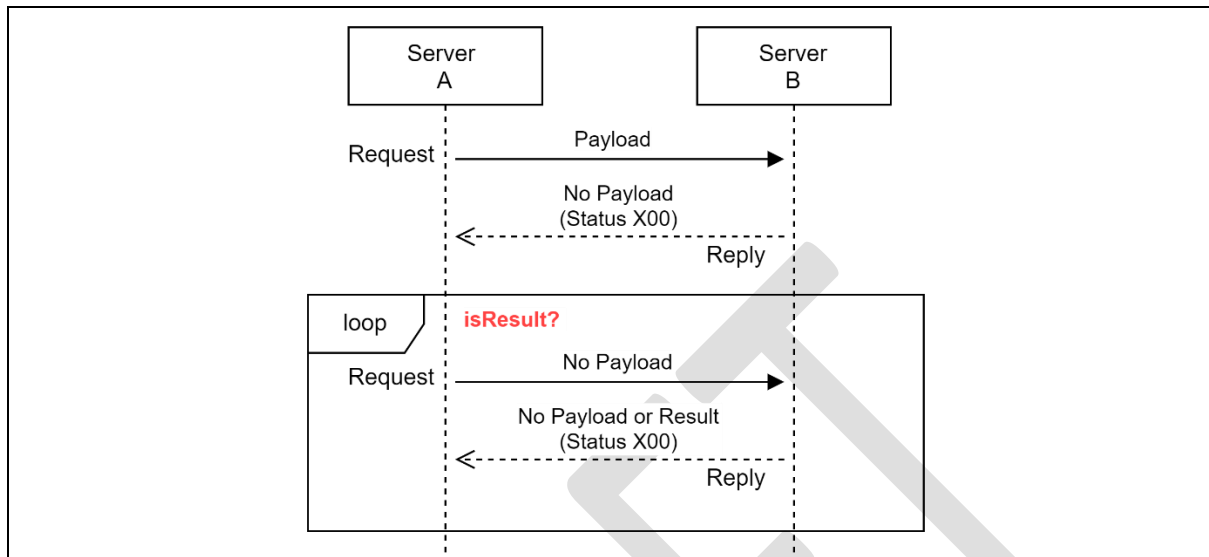 Server
A
Server
B
Request
Payload
No Payload
(Status X00)
Reply
loop
isResult?
Request
No Payload
No Payload or Result
(Status X00)
Reply